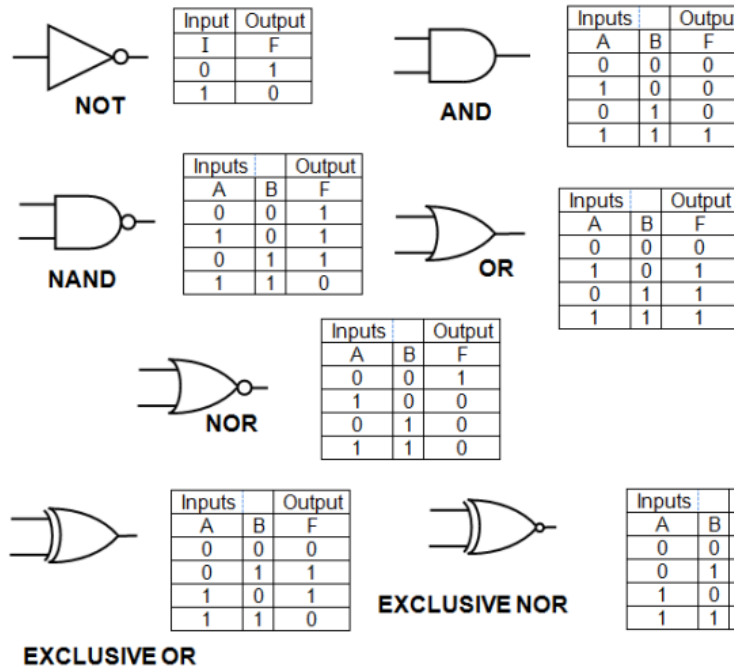 Input Output
I F
0 1
1 0
NOT
Inputs Outpu
A B F
0 0 0
1 0 0
0 1 0
1 1 1
AND
Inputs Output
A B F
0 0 1
1 0 1
0 1 1
1 1 0
NAND
Inputs Output
A B F
0 0 0
1 0 1
0 1 1
1 1 1
OR
Inputs Output
A B F
0 0 1
1 0 0
0 1 0
1 1 0
NOR
Inputs Output
A B F
0 0 0
0 1 1
1 0 1
1 1 0
EXCLUSIVE OR
Inputs
A B
0 0
0 1
1 0
1 1
EXCLUSIVE NOR